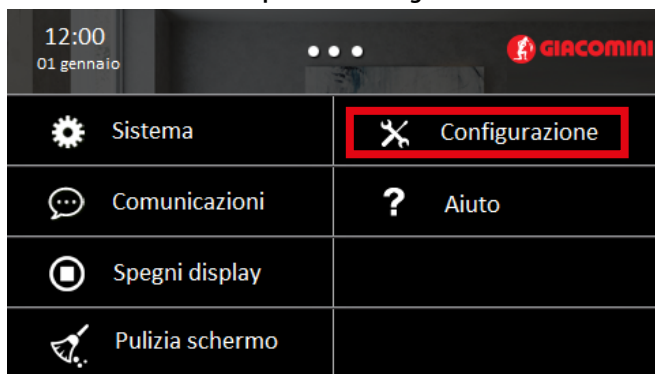 12:00
01 gennaio
GIACOMINI
Sistema
Configurazione
Comunicazioni
? Aiuto
Spegni display
Pulizia schermo